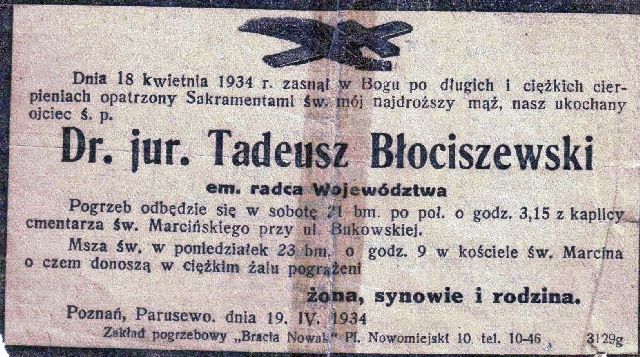 Dnia 18 kwietnia 1934 r. zasnął w Bogu po długich i ciężkich cier-
pieniach opatrzony Sakramentami św. mój najdroższy mąż, nasz ukochany
ojciec ś. p.
Dr. jur. Tadeusz Błociszewski
em. radca Województwa
Pogrzeb odbędzie się w sobotę 21 bm. po poł. o godz. 3,15 z kaplicy
cmentarza św. Marcińskiego przy ul. Bukowskiej.
Msza św. w poniedziałek 23 bm. o godz. 9 w kościele św. Marcina
o czem donoszą w ciężkim żalu pogrążeni
żona, synowie i rodzina.
Poznań, Parusewo. dnia 19. IV. 1934
Zakład pogrzebowy „Bracia Nowak" Pl. Nowomiejski 10 tel. 10-46 3129g